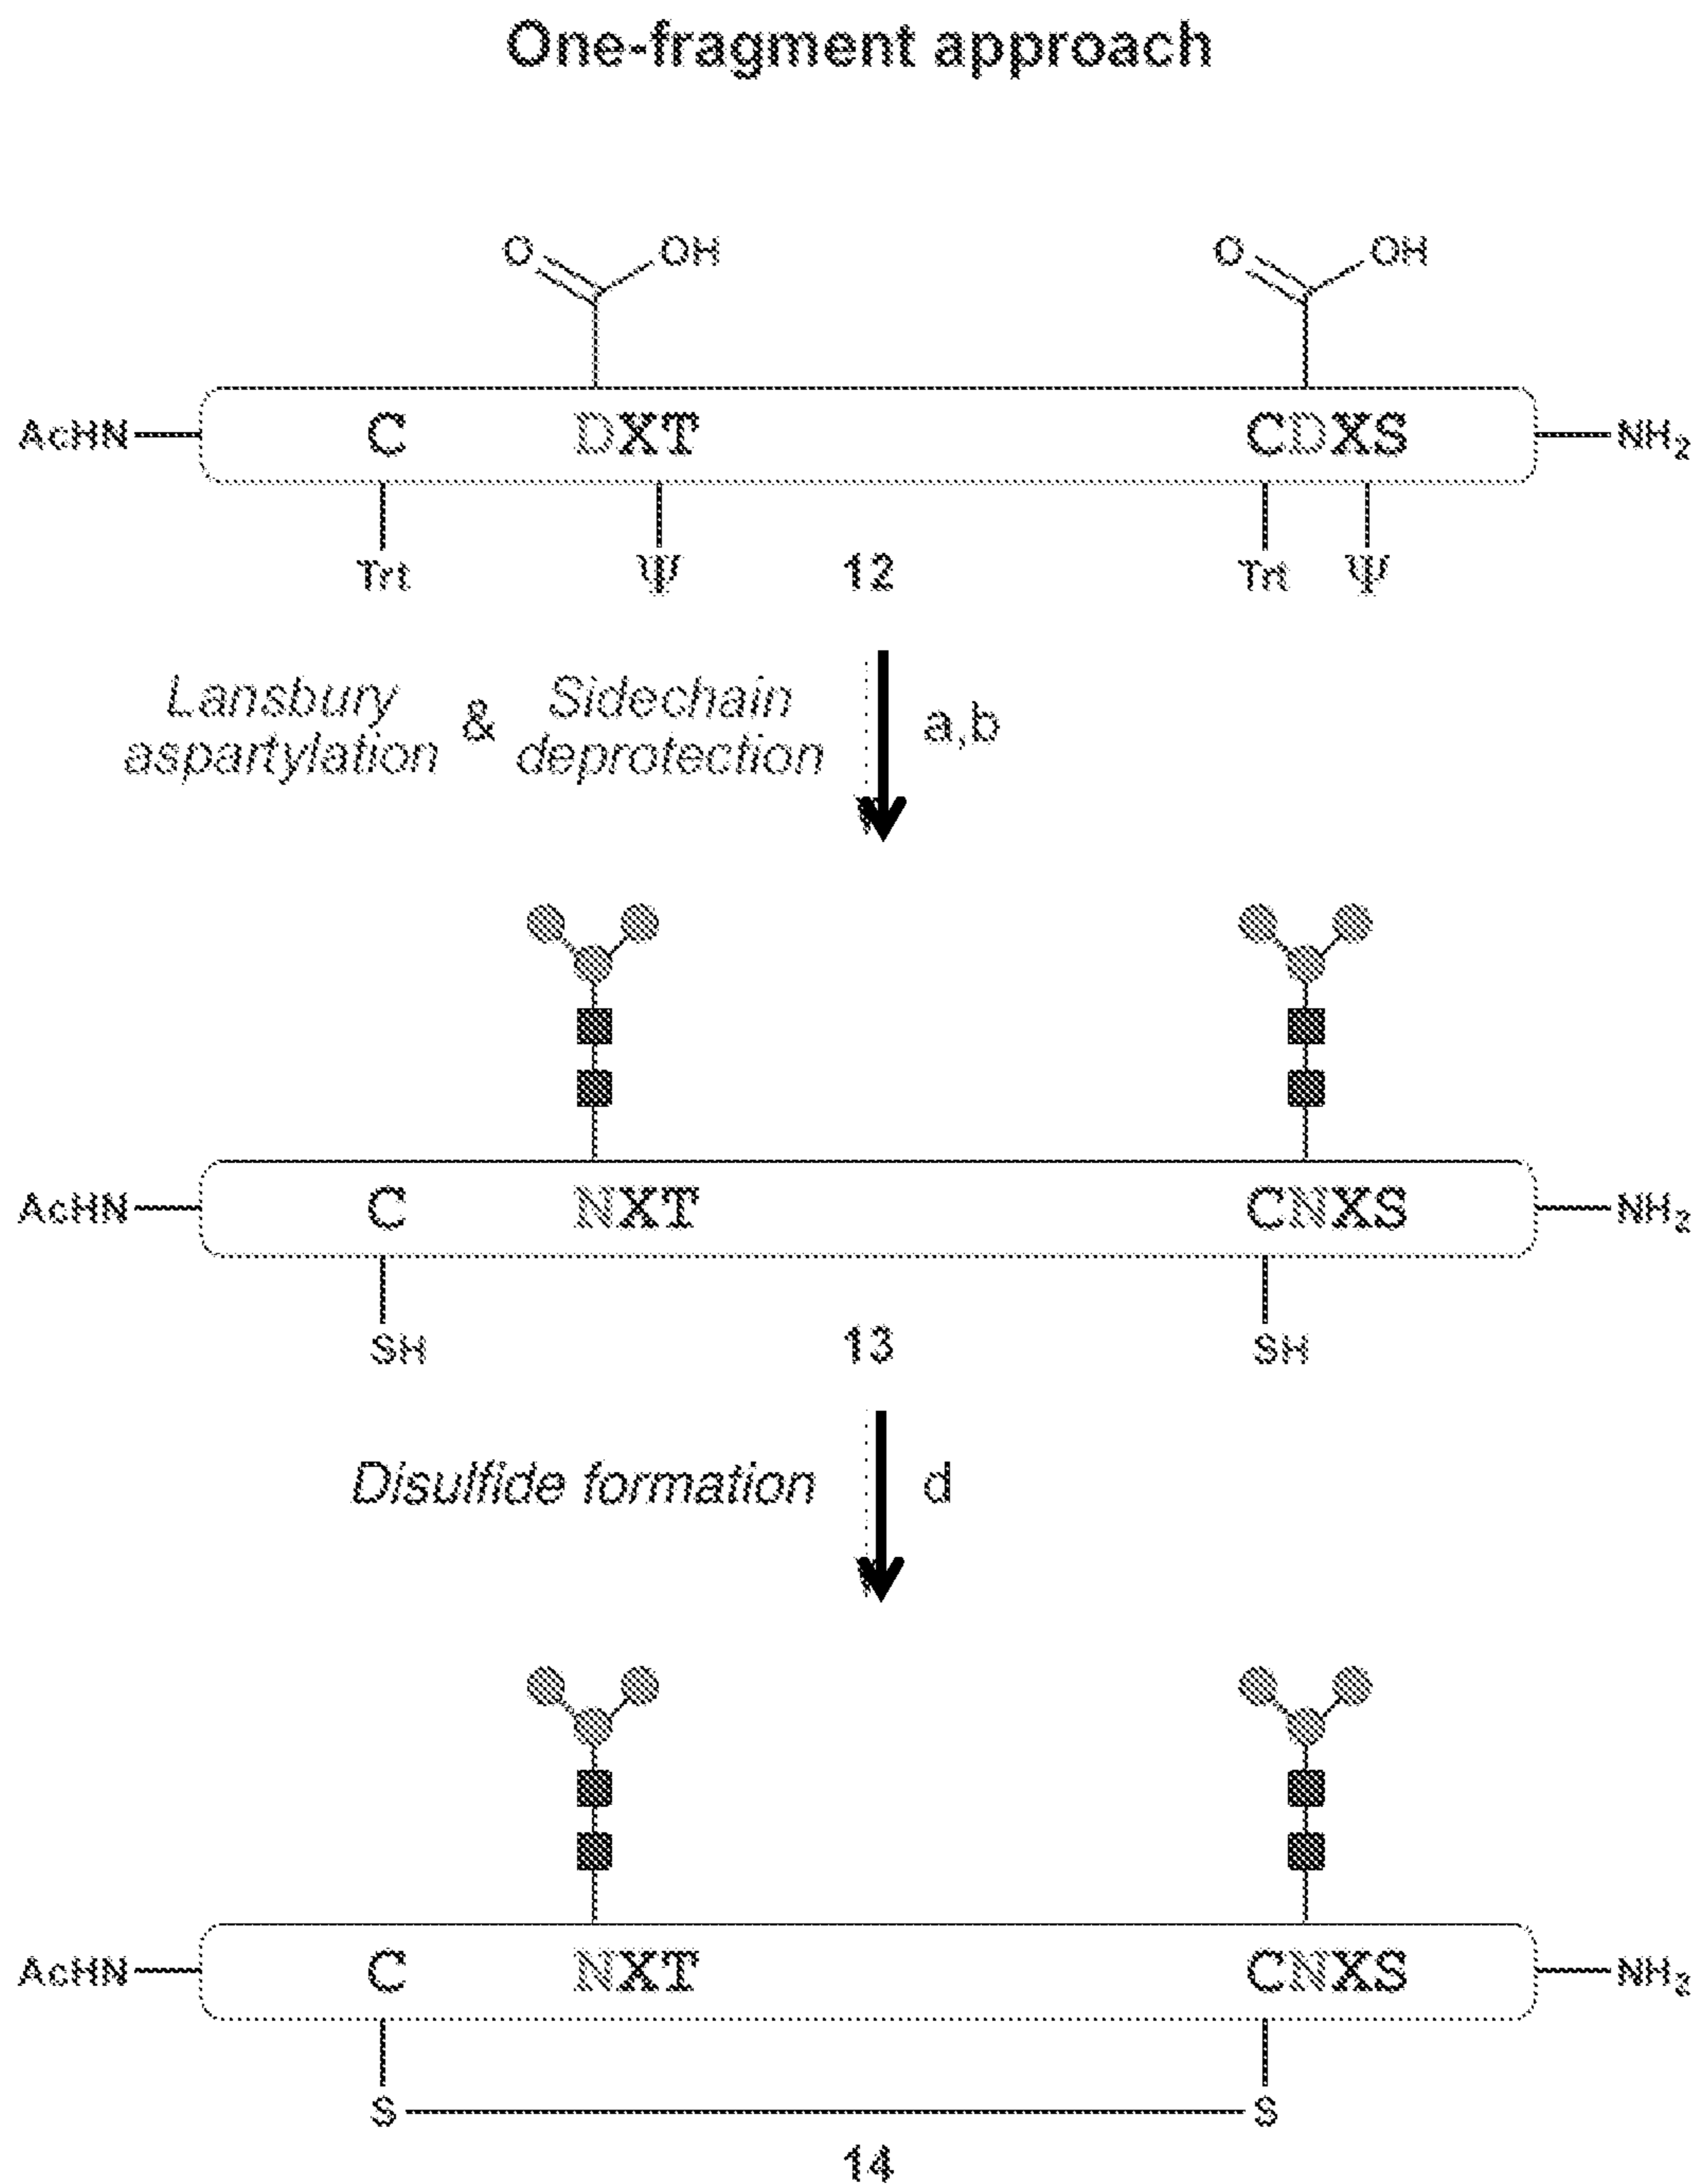 One-fragment approach
O OH O OH
AcHN C DXT CDXS NH2
Trt Ψ 12 Trt Ψ
Lansbury aspartylation & Sidechain deprotection a,b
AcHN C NXT CNXS NH2
SH 13 SH
Disulfide formation d
AcHN C NXT CNXS NH2
S S
14